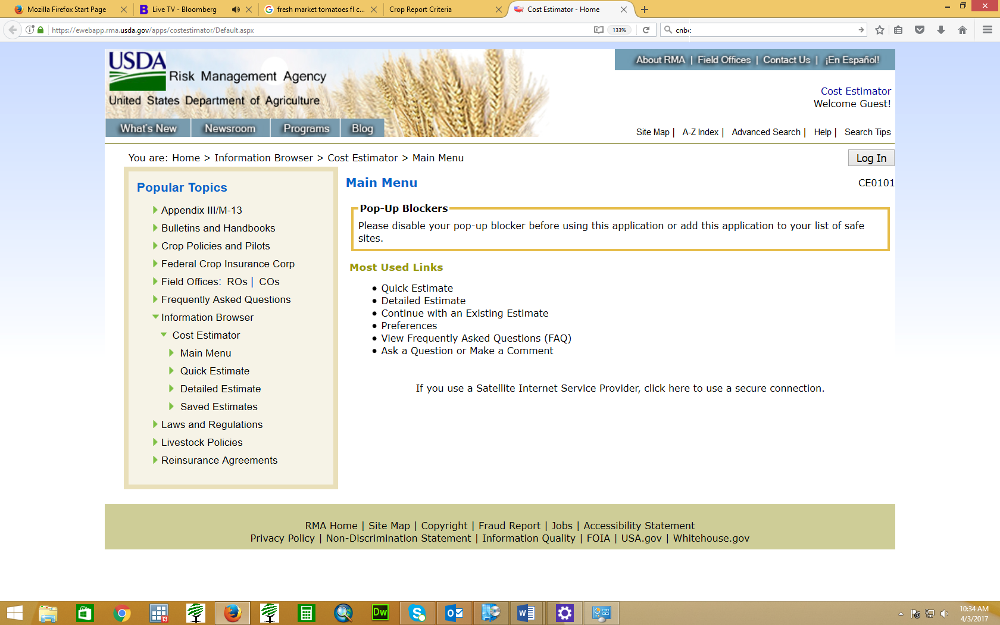 Mozilla Firefox Start Page
Live TV - Bloomberg
fresh market tomatoes fl c...
Crop Report Criteria
Cost Estimator - Home
https://ewebapp.rma.usda.gov/apps/costestimator/Default.aspx
133%
cnbc
USDA
Risk Management Agency
United States Department of Agriculture
About RMA | Field Offices | Contact Us | ¡En Español!
Cost Estimator
Welcome Guest!
What's New
Newsroom
Programs
Blog
Site Map | A-Z Index | Advanced Search | Help | Search Tips
You are: Home > Information Browser > Cost Estimator > Main Menu
Log In
Popular Topics
Appendix III/M-13
Bulletins and Handbooks
Crop Policies and Pilots
Federal Crop Insurance Corp
Field Offices: ROs | COs
Frequently Asked Questions
Information Browser
Cost Estimator
Main Menu
Quick Estimate
Detailed Estimate
Saved Estimates
Laws and Regulations
Livestock Policies
Reinsurance Agreements
Main Menu
CE0101
Pop-Up Blockers
Please disable your pop-up blocker before using this application or add this application to your list of safe
sites.
Most Used Links
Quick Estimate
Detailed Estimate
Continue with an Existing Estimate
Preferences
View Frequently Asked Questions (FAQ)
Ask a Question or Make a Comment
If you use a Satellite Internet Service Provider, click here to use a secure connection.
RMA Home | Site Map | Copyright | Fraud Report | Jobs | Accessibility Statement
Privacy Policy | Non-Discrimination Statement | Information Quality | FOIA | USA.gov | Whitehouse.gov
13
Dw
10:34 AM
4/3/2017